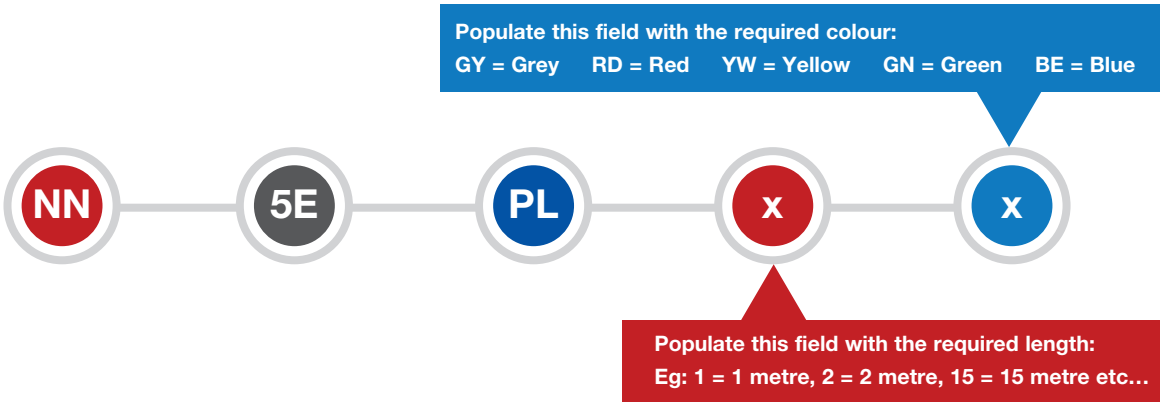 Populate this field with the required colour:
GY = Grey RD = Red YW = Yellow GN = Green BE = Blue
NN 5E PL x x
Populate this field with the required length:
Eg: 1 = 1 metre, 2 = 2 metre, 15 = 15 metre etc...